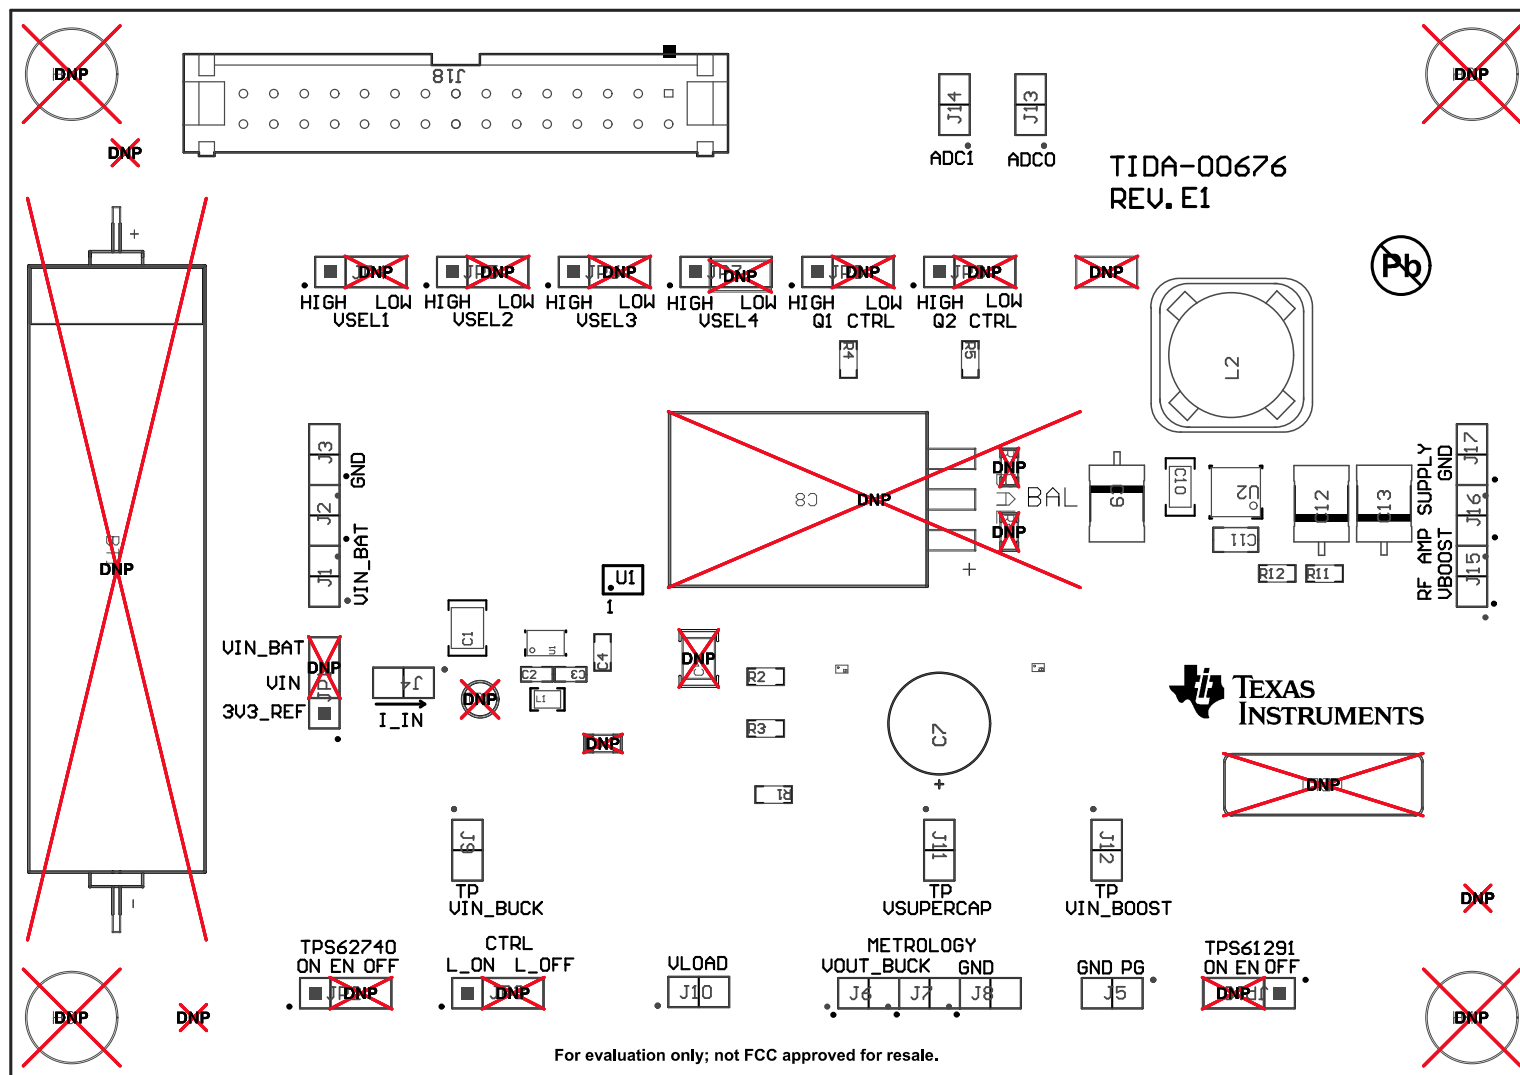 DNP
DNP
J18
J14
J13
DNP
ADC1
ADC0
TIDA-00676
REV.E1
+
Pb
DNP
DNP
DNP
DNP
DNP
DNP
DNP
HIGH LOW
VSEL1
HIGH LOW
VSEL2
HIGH LOW
VSEL3
HIGH LOW
VSEL4
HIGH LOW
Q1 CTRL
HIGH LOW
Q2 CTRL
R4
R5
L2
J3
GND
J2
J1
VIN_BAT
DNP
C8
DNP
DNP
DNP
BAL
+
C9
C10
U2
C11
C12
C13
R12
R11
J17
J16
J15
RF AMP SUPPLY
VBOOST
GND
U1
1
VIN_BAT
VIN
3V3_REF
DNP
JP
J4
I_IN
C1
C2
C3
C4
L1
DNP
DNP
DNP
R2
R3
R1
C7
+
TEXAS
INSTRUMENTS
DNP
J9
TP
VIN_BUCK
J11
TP
VSUPERCAP
J12
TP
VIN_BOOST
DNP
-
TPS62740
ON EN OFF
DNP
CTRL
L_ON L_OFF
DNP
VLOAD
J10
METROLOGY
VOUT_BUCK GND
J6
J7
J8
GND PG
J5
TPS61291
ON EN OFF
DNP
DNP
DNP
DNP
For evaluation only; not FCC approved for resale.